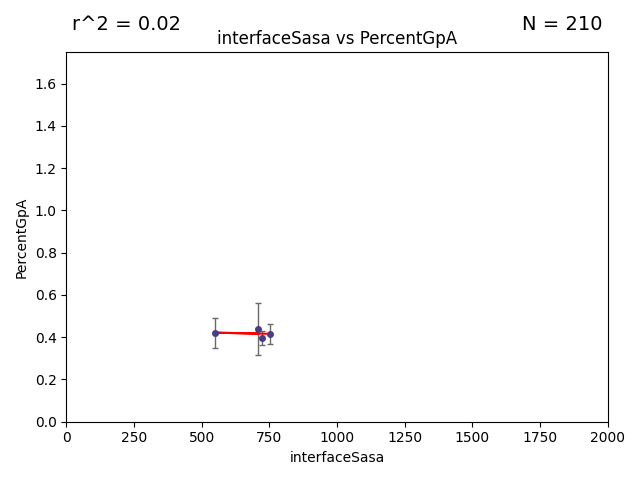 r^2 = 0.02
N = 210
interfaceSasa vs PercentGpA
PercentGpA
1.6
1.4
1.2
1.0
0.8
0.6
0.4
0.2
0.0
0 250 500 750 1000 1250 1500 1750 2000
interfaceSasa